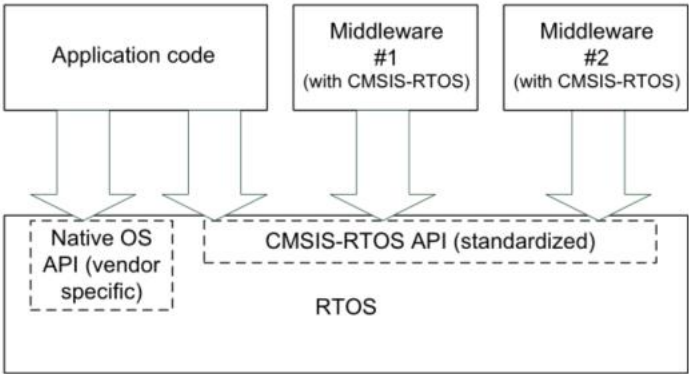 Application code
Middleware
#1
(with CMSIS-RTOS)
Middleware
#2
(with CMSIS-RTOS)
Native OS
API (vendor
specific)
CMSIS-RTOS API (standardized)
RTOS